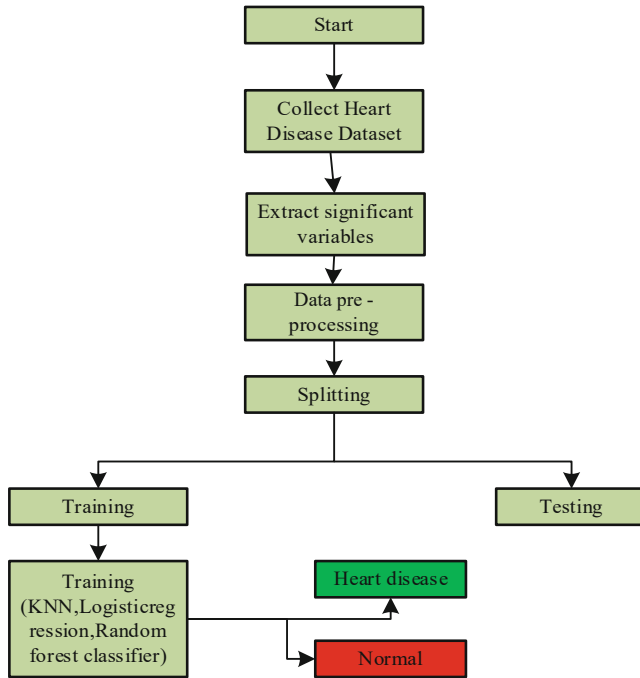 Start
Collect Heart
Disease Dataset
Extract significant
variables
Data pre -
processing
Splitting
Training
Testing
Training
(KNN,Logisticreg
ression,Random
forest classifier)
Heart disease
Normal